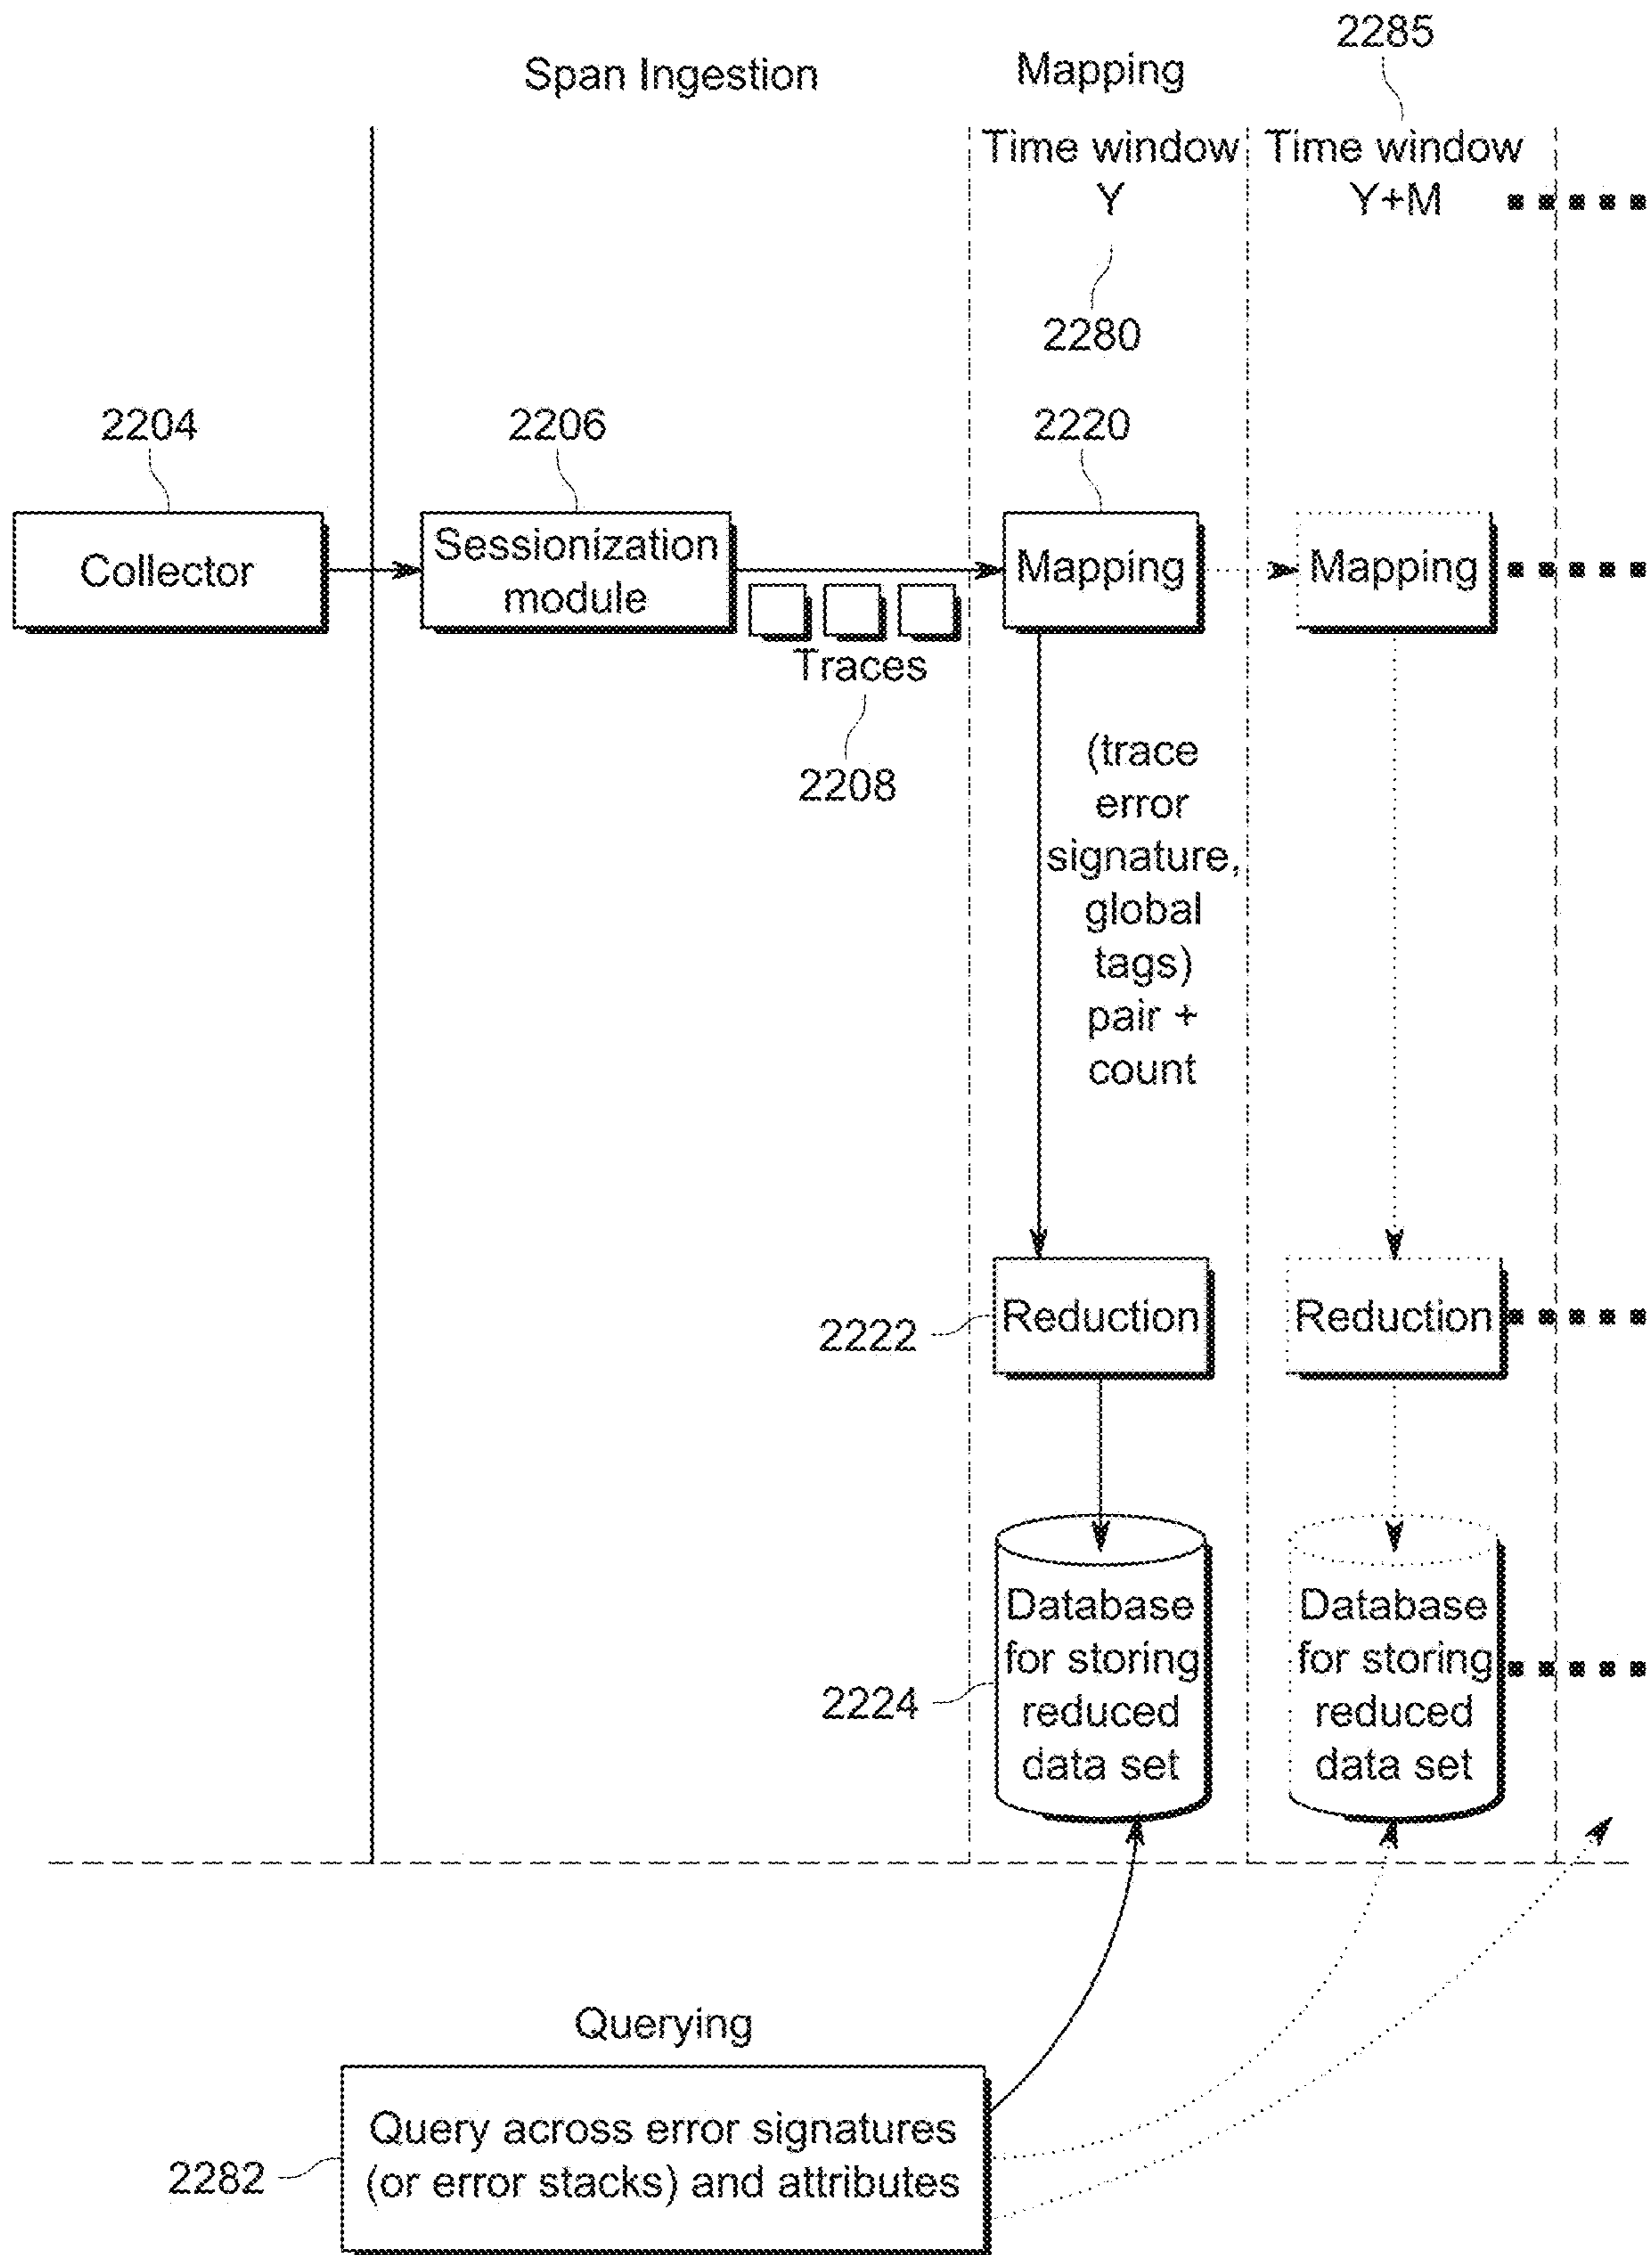 2285
Span Ingestion
Mapping
Time window
Y
Time window
Y+M
2280
2204
2206
2220
Collector
Sessionization
module
Mapping
Mapping
Traces
2208
(trace
error
signature,
global
tags)
pair +
count
2222
Reduction
Reduction
2224
Database
for storing
reduced
data set
Database
for storing
reduced
data set
Querying
2282
Query across error signatures
(or error stacks) and attributes